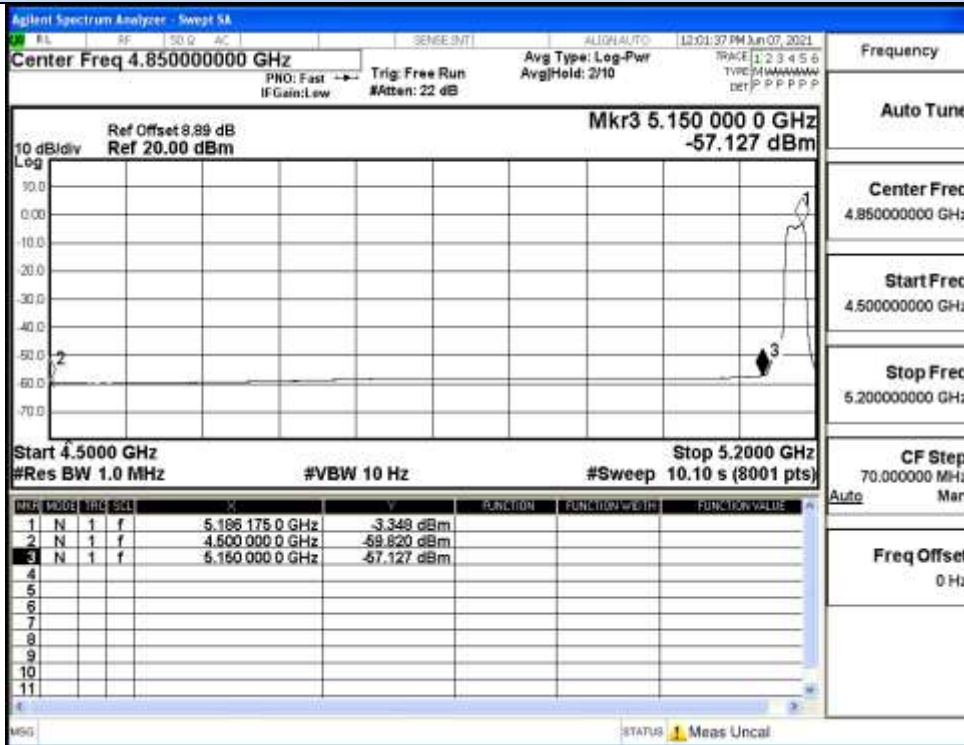 Agilent Spectrum Analyzer - Swept SA
RL RF 50 Ω AC SENSE:INT ALIGN AUTO 12:01:37 PM Jun 07, 2021
Center Freq 4.850000000 GHz
PNO: Fast
IFGain:Low
Trig: Free Run
#Atten: 22 dB
Avg Type: Log-Pwr
Avg|Hold: 2/10
TRACE 1 2 3 4 5 6
TYPE M WWWWW
DET P P P P P P
Mkr3 5.150 000 0 GHz
-57.127 dBm
Ref Offset 8.89 dB
10 dB/div Ref 20.00 dBm
Log
10.0
0.00
-10.0
-20.0
-30.0
-40.0
-50.0
-60.0
-70.0
1
2
3
Start 4.5000 GHz Stop 5.2000 GHz
#Res BW 1.0 MHz #VBW 10 Hz #Sweep 10.10 s (8001 pts)
MKR MODE TRC SCL X Y FUNCTION FUNCTION WIDTH FUNCTION VALUE
1 N 1 f 5.186 175 0 GHz -3.348 dBm
2 N 1 f 4.500 000 0 GHz -59.820 dBm
3 N 1 f 5.150 000 0 GHz -57.127 dBm
4
5
6
7
8
9
10
11
MSG STATUS Meas Uncal
Frequency
Auto Tune
Center Freq
4.850000000 GHz
Start Freq
4.500000000 GHz
Stop Freq
5.200000000 GHz
CF Step
70.000000 MHz
Auto Man
Freq Offset
0 Hz